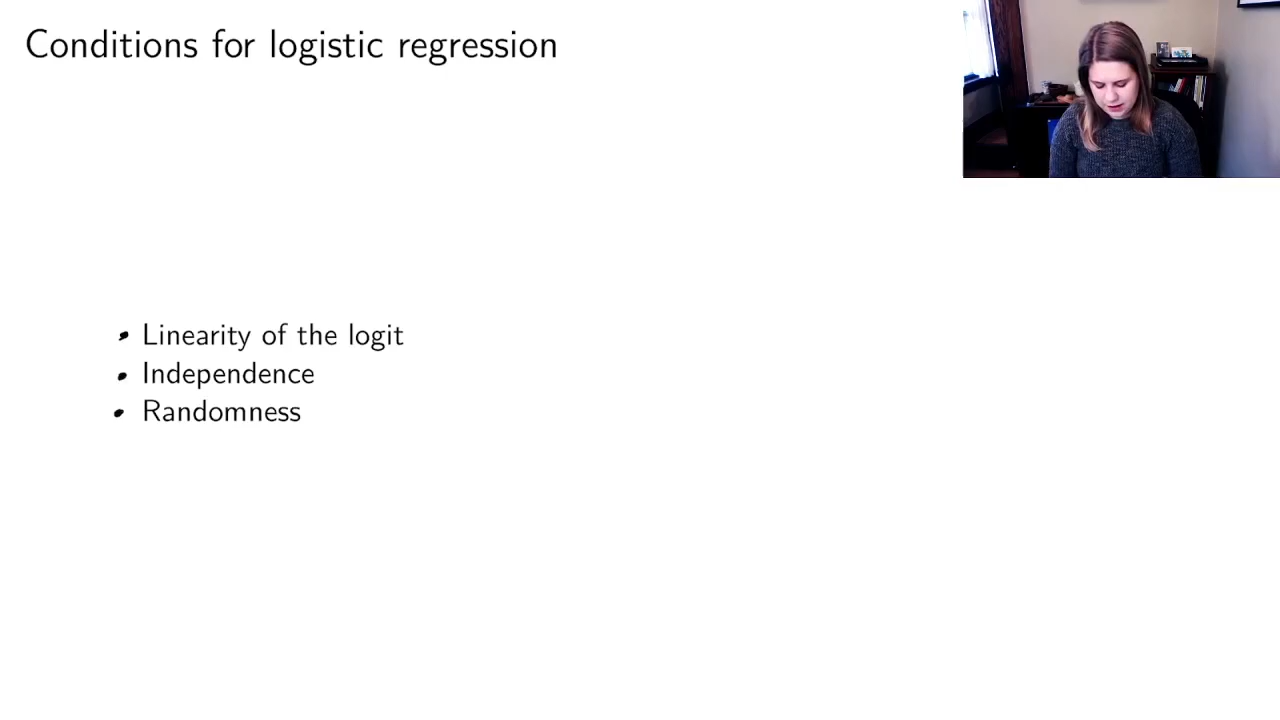 Conditions for logistic regression
• Linearity of the logit
• Independence
• Randomness